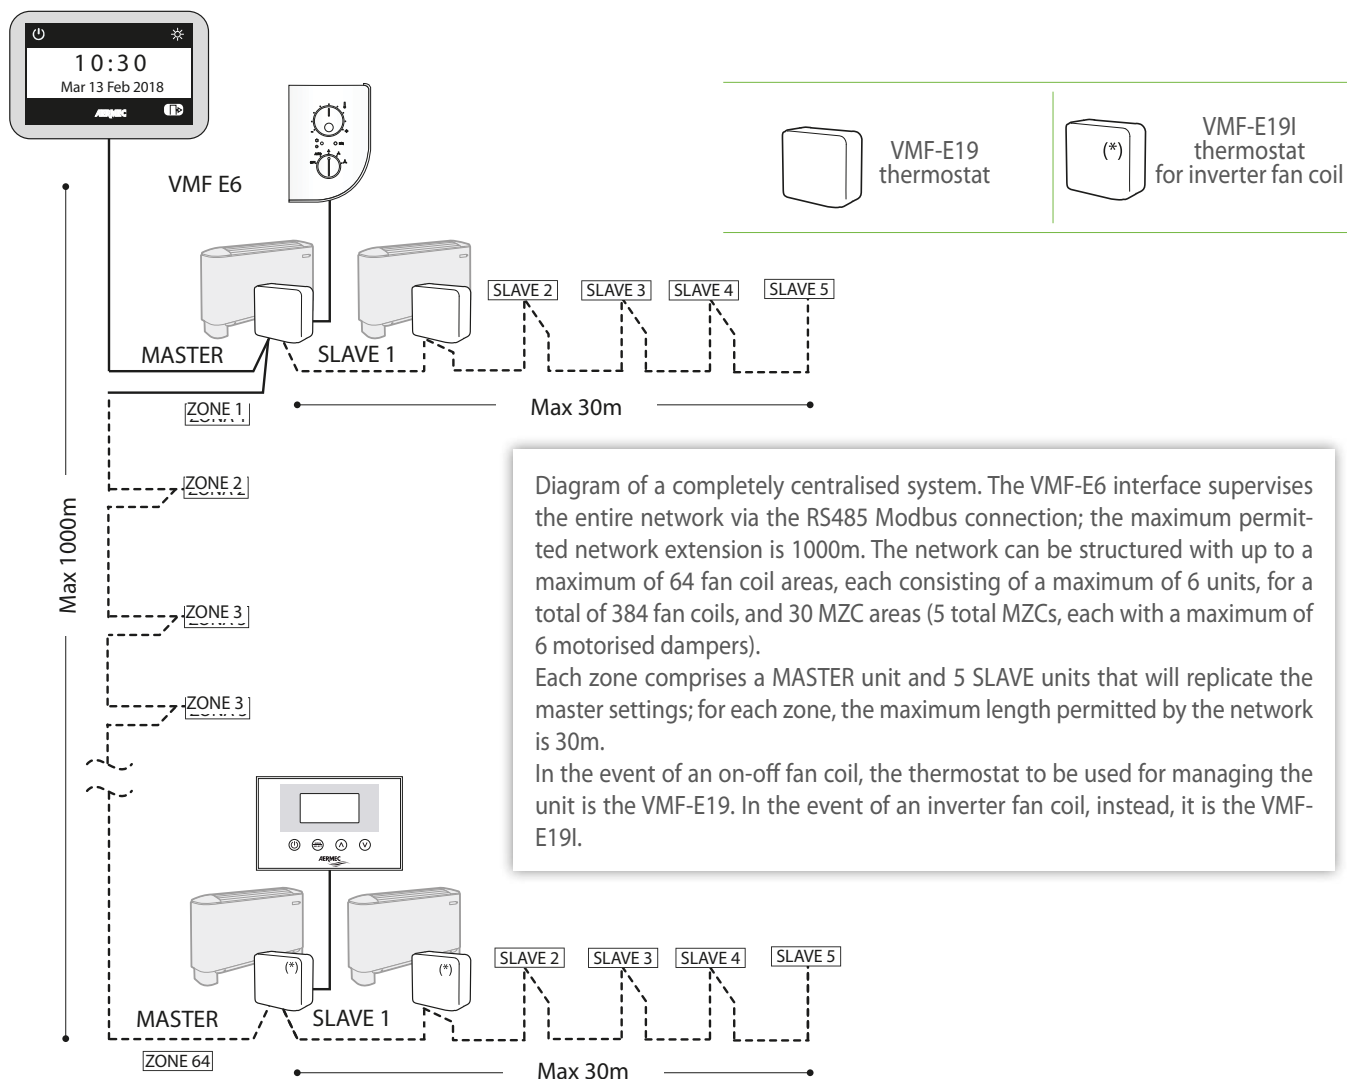 10:30
Mar 13 Feb 2018
AERMEC
VMF E6
VMF-E19
thermostat
(*)
VMF-E19I
thermostat
for inverter fan coil
SLAVE 2
SLAVE 3
SLAVE 4
SLAVE 5
MASTER
SLAVE 1
ZONE 1
Max 30m
ZONE 2
Max 1000m
ZONE 3
ZONE 3
Diagram of a completely centralised system. The VMF-E6 interface supervises
the entire network via the RS485 Modbus connection; the maximum permit-
ted network extension is 1000m. The network can be structured with up to a
maximum of 64 fan coil areas, each consisting of a maximum of 6 units, for a
total of 384 fan coils, and 30 MZC areas (5 total MZCs, each with a maximum of
6 motorised dampers).
Each zone comprises a MASTER unit and 5 SLAVE units that will replicate the
master settings; for each zone, the maximum length permitted by the network
is 30m.
In the event of an on-off fan coil, the thermostat to be used for managing the
unit is the VMF-E19. In the event of an inverter fan coil, instead, it is the VMF-
E19I.
AERMEC
(*)
(*)
SLAVE 2
SLAVE 3
SLAVE 4
SLAVE 5
MASTER
SLAVE 1
ZONE 64
Max 30m